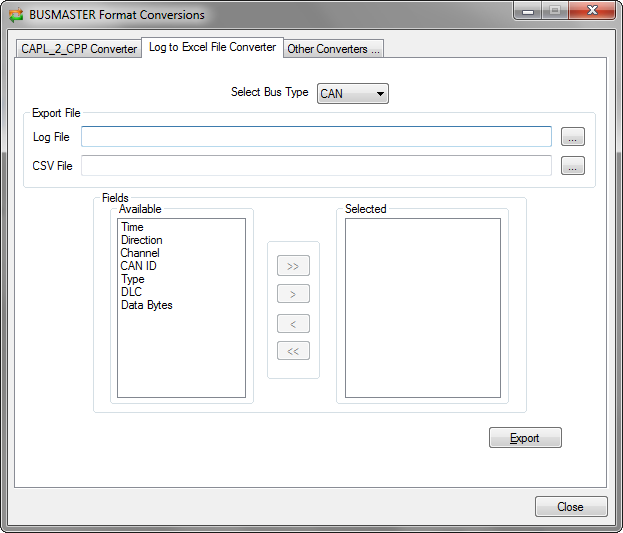 BUSMASTER Format Conversions
CAPL_2_CPP Converter Log to Excel File Converter Other Converters ...
Select Bus Type CAN
Export File
Log File ...
CSV File ...
Fields
Available Selected
Time
Direction
Channel
CAN ID
Type
DLC
Data Bytes
>>
>
<
<<
Export
Close